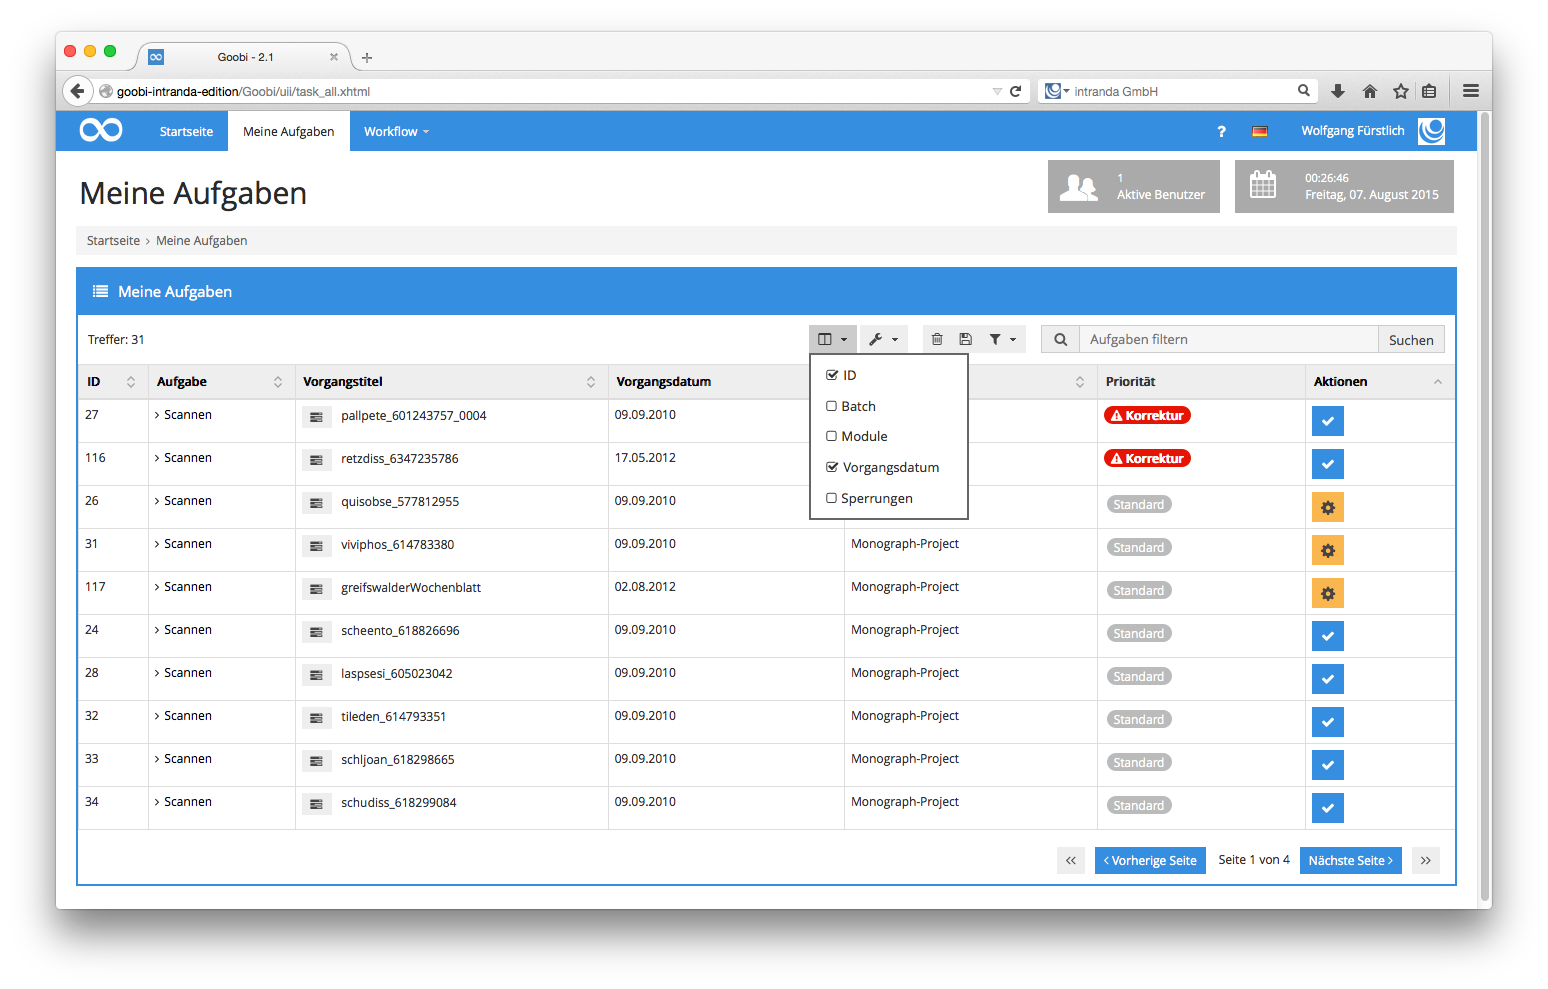 Goobi - 2.1
goobi-intranda-edition/Goobi/uii/task_all.xhtml
intranda GmbH
Startseite
Meine Aufgaben
Workflow
?
Wolfgang Fürstlich
Meine Aufgaben
1
Aktive Benutzer
00:26:46
Freitag, 07. August 2015
Startseite › Meine Aufgaben
Meine Aufgaben
Treffer: 31
Aufgaben filtern
Suchen
ID
Batch
Module
Vorgangsdatum
Sperrungen
ID Aufgabe Vorgangstitel Vorgangsdatum Priorität Aktionen
27 › Scannen pallpete_601243757_0004 09.09.2010 Korrektur
116 › Scannen retzdiss_6347235786 17.05.2012 Korrektur
26 › Scannen quisobse_577812955 09.09.2010 Standard
31 › Scannen viviphos_614783380 09.09.2010 Monograph-Project Standard
117 › Scannen greifswalderWochenblatt 02.08.2012 Monograph-Project Standard
24 › Scannen scheento_618826696 09.09.2010 Monograph-Project Standard
28 › Scannen laspsesi_605023042 09.09.2010 Monograph-Project Standard
32 › Scannen tileden_614793351 09.09.2010 Monograph-Project Standard
33 › Scannen schljoan_618298665 09.09.2010 Monograph-Project Standard
34 › Scannen schudiss_618299084 09.09.2010 Monograph-Project Standard
« ‹ Vorherige Seite Seite 1 von 4 Nächste Seite › »